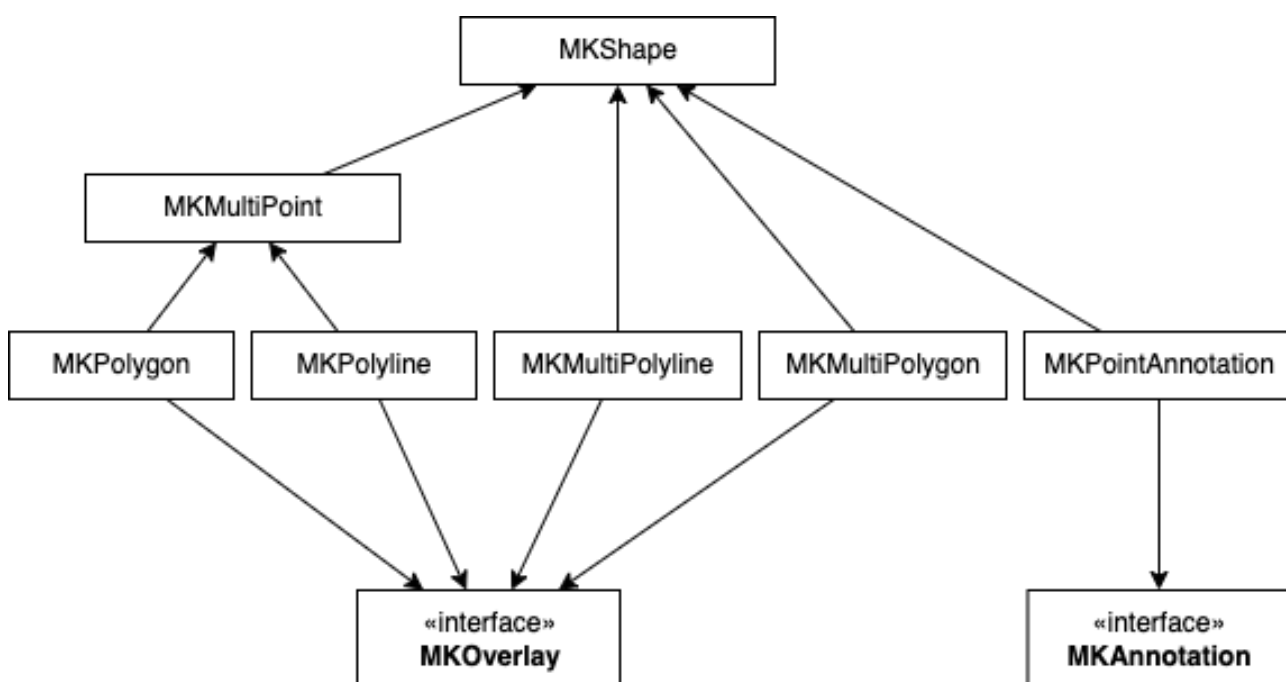 MKShape
MKMultiPoint
MKPolygon
MKPolyline
MKMultiPolyline
MKMultiPolygon
MKPointAnnotation
«interface»
MKOverlay
«interface»
MKAnnotation